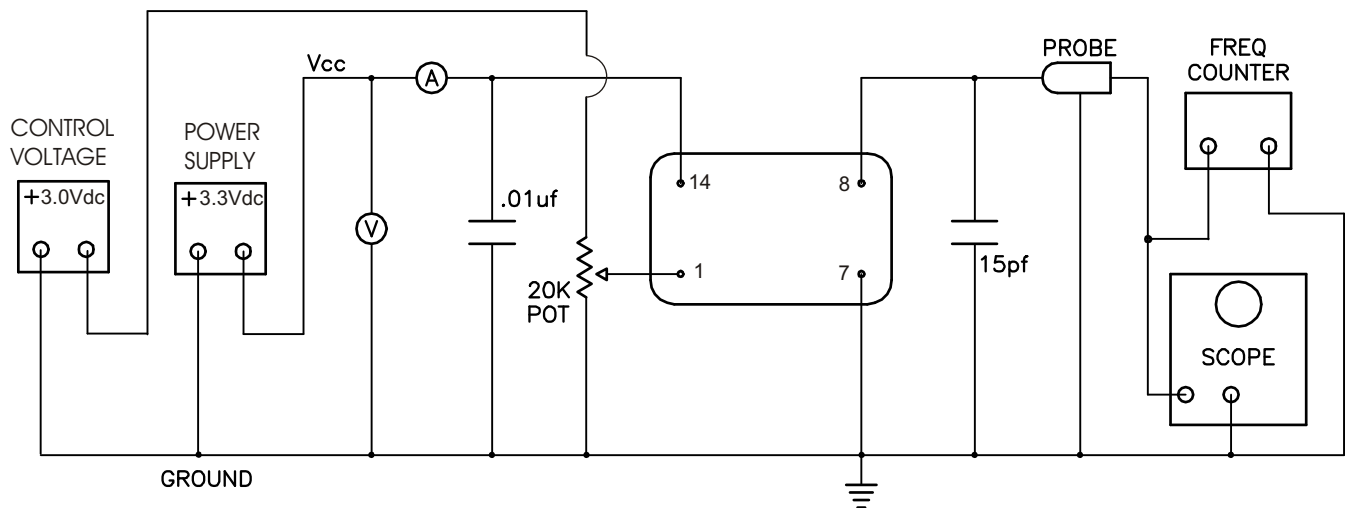 PROBE
FREQ
COUNTER
Vcc
A
CONTROL
VOLTAGE
POWER
SUPPLY
+3.0Vdc
+3.3Vdc
14
8
.01uf
V
1
7
15pf
20K
POT
SCOPE
GROUND